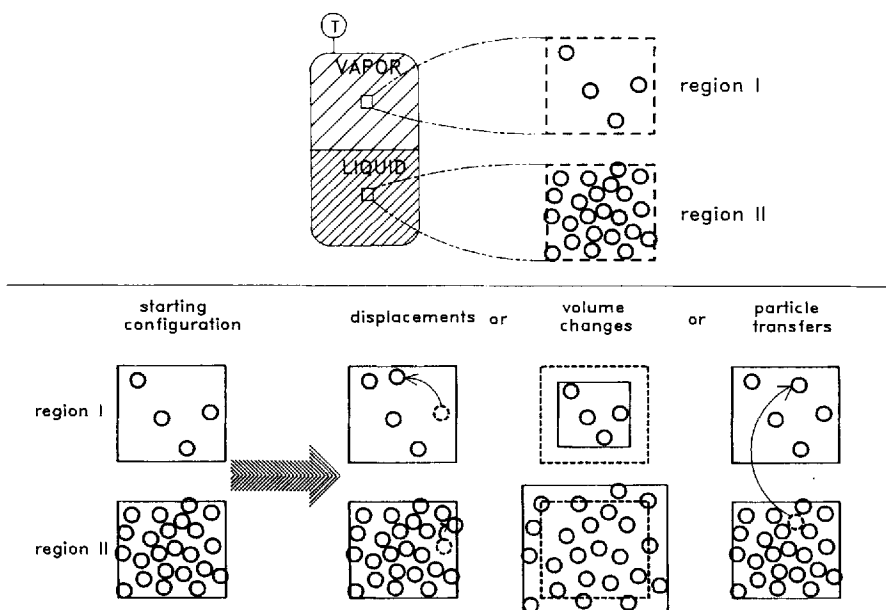 T
VAPOR
region I
LIQUID
region II
starting
configuration
displacements or
volume
changes
or
particle
transfers
region I
region II